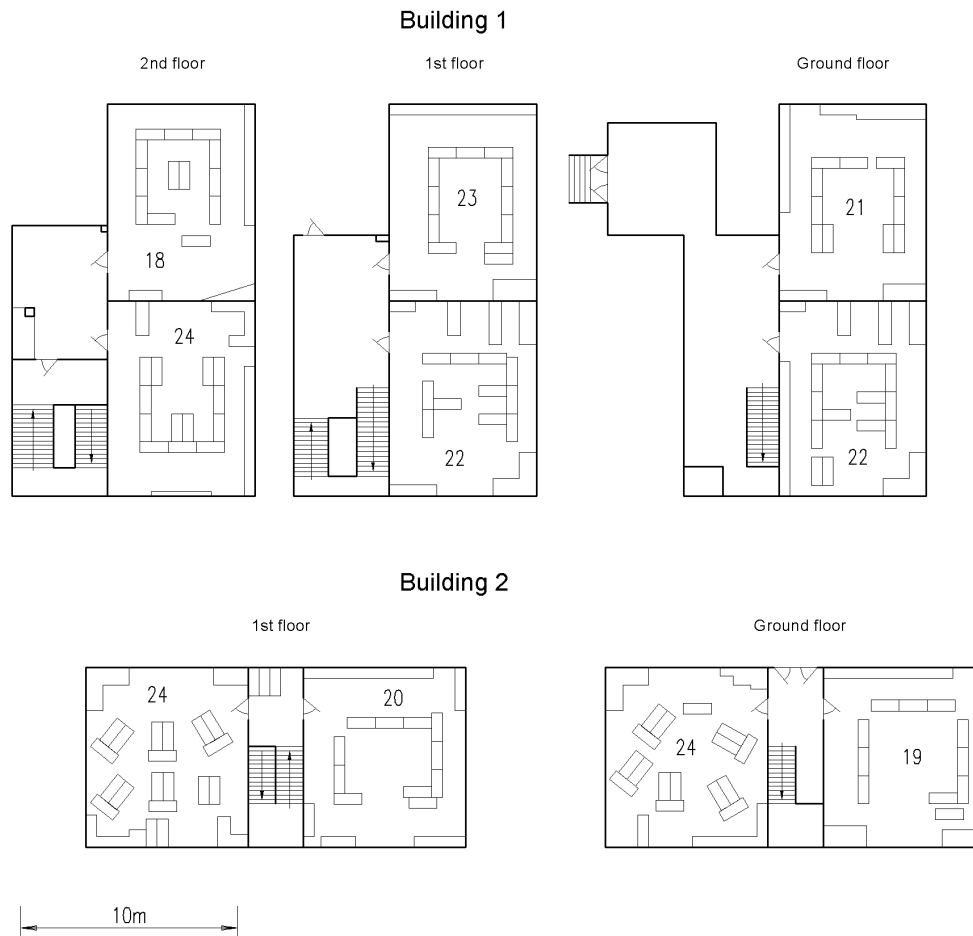 Building 1
2nd floor
1st floor
Ground floor
18
24
23
22
21
22
Building 2
1st floor
Ground floor
24
20
24
19
10m